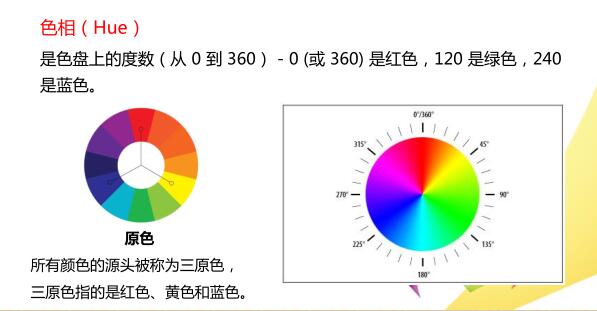 色相（Hue）
是色盘上的度数（从 0 到 360） - 0 (或 360) 是红色，120 是绿色，240
是蓝色。
原色
所有颜色的源头被称为三原色，
三原色指的是红色、黄色和蓝色。
0°/360°
45°
90°
135°
180°
225°
270°
315°